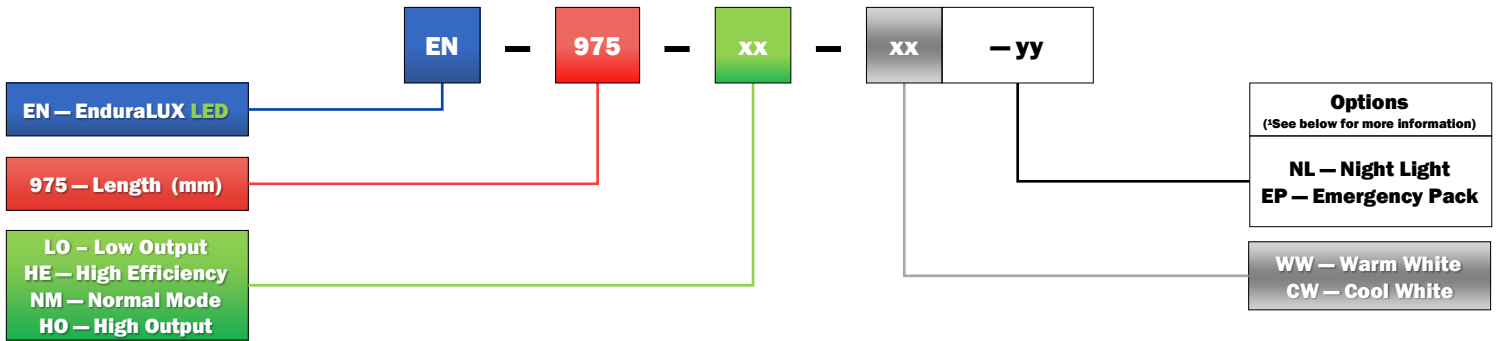 EN – 975 – xx – xx – yy
EN – EnduraLUX LED
975 – Length (mm)
LO – Low Output
HE – High Efficiency
NM – Normal Mode
HO – High Output
Options
(¹See below for more information)
NL – Night Light
EP – Emergency Pack
WW – Warm White
CW – Cool White